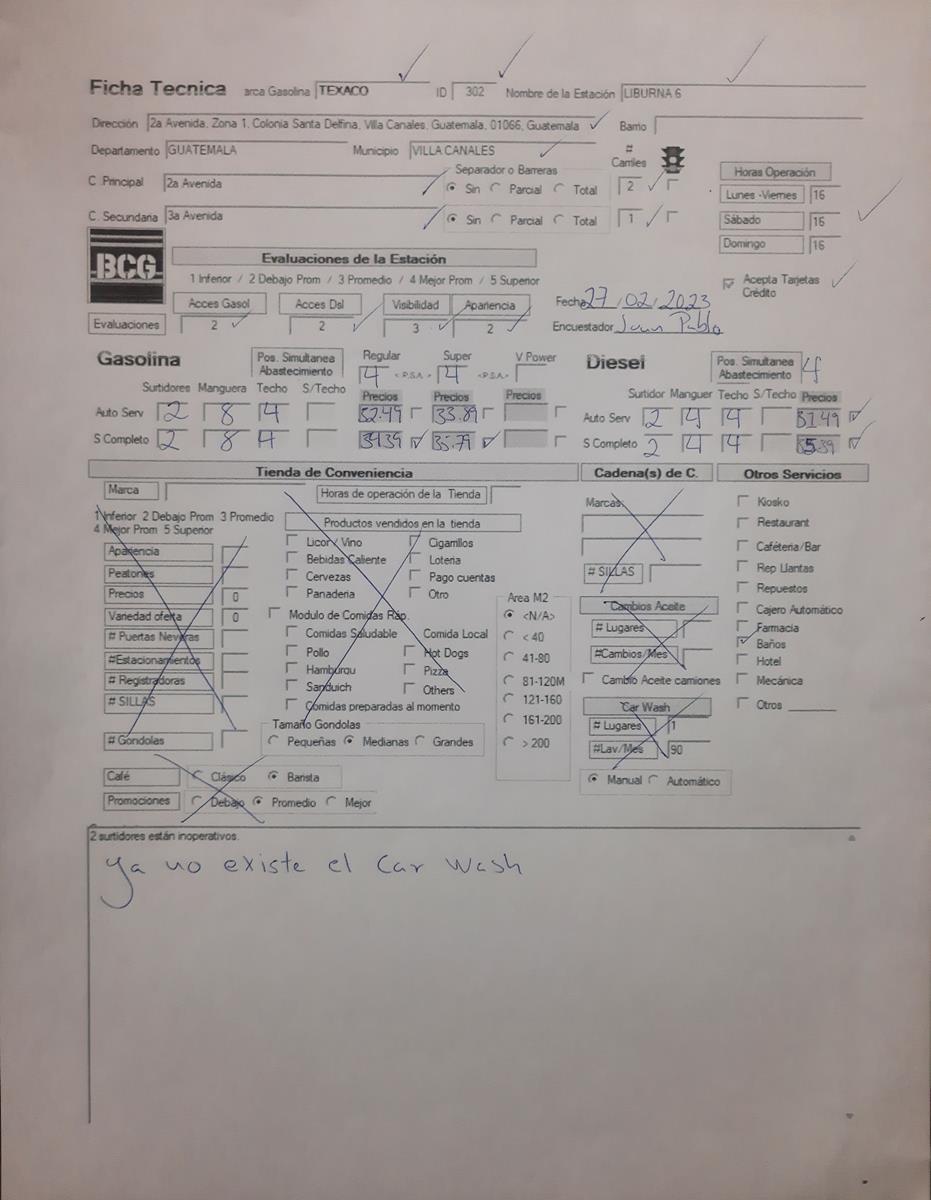 Ficha Tecnica arca Gasolina TEXACO ID 302 Nombre de la Estación LIBURNA 6
Dirección 2a Avenida, Zona 1, Colonia Santa Delfina, Villa Canales, Guatemala, 01066, Guatemala Barrio
Departamento GUATEMALA Municipio VILLA CANALES # Carriles
C Principal 2a Avenida Separador o Barreras Sin Parcial Total 2
C. Secundaria 3a Avenida Sin Parcial Total 1
Horas Operación
Lunes -Viernes 16
Sábado 16
Domingo 16
BCG
Evaluaciones de la Estación
1 Inferior / 2 Debajo Prom / 3 Promedio / 4 Mejor Prom / 5 Superior
Acepta Tarjetas Crédito
Acces Gasol Acces Dsl Visibilidad Apariencia
Evaluaciones 2 2 3 2
Fecha 27/02/2023
Encuestador Juan Pablo
Gasolina Pos. Simultanea Abastecimiento Regular 4 <P.S.A.> Super 4 <P.S.A.> V Power
Surtidores Manguera Techo S/Techo Precios Precios Precios
Auto Serv 2 8 4 32.49 33.89
S Completo 2 8 4 34.39 35.79
Diesel Pos. Simultanea Abastecimiento 4
Surtidor Manguer Techo S/Techo Precios
Auto Serv 2 4 4 31.49
S Completo 2 4 4 35.39
Tienda de Conveniencia
Marca Horas de operación de la Tienda
1 Inferior 2 Debajo Prom 3 Promedio
4 Mejor Prom 5 Superior
Apariencia
Peatones
Precios 0
Variedad oferta 0
# Puertas Neveras
#Estacionamientos
# Registradoras
# SILLAS
# Gondolas
Productos vendidos en la tienda
Licor / Vino Cigarrillos
Bebidas Caliente Loteria
Cervezas Pago cuentas
Panaderia Otro
Modulo de Comidas Ráp.
Comidas Saludable Comida Local
Pollo Hot Dogs
Hamburgu Pizza
Sanduich Others
Comidas preparadas al momento
Tamaño Gondolas
Pequeñas Medianas Grandes
Area M2
<N/A>
< 40
41-80
81-120M
121-160
161-200
> 200
Café Clásico Barista
Promociones Debajo Promedio Mejor
Cadena(s) de C.
Marcas:
# SILLAS
Cambios Aceite
# Lugares
#Cambios/Mes
Cambio Aceite camiones
Car Wash
# Lugares 1
#Lav/Mes 90
Manual Automático
Otros Servicios
Kiosko
Restaurant
Caféteria/Bar
Rep Llantas
Repuestos
Cajero Automático
Farmacia
Baños
Hotel
Mecánica
Otros
2 surtidores están inoperativos.
Ya no existe el Car Wash